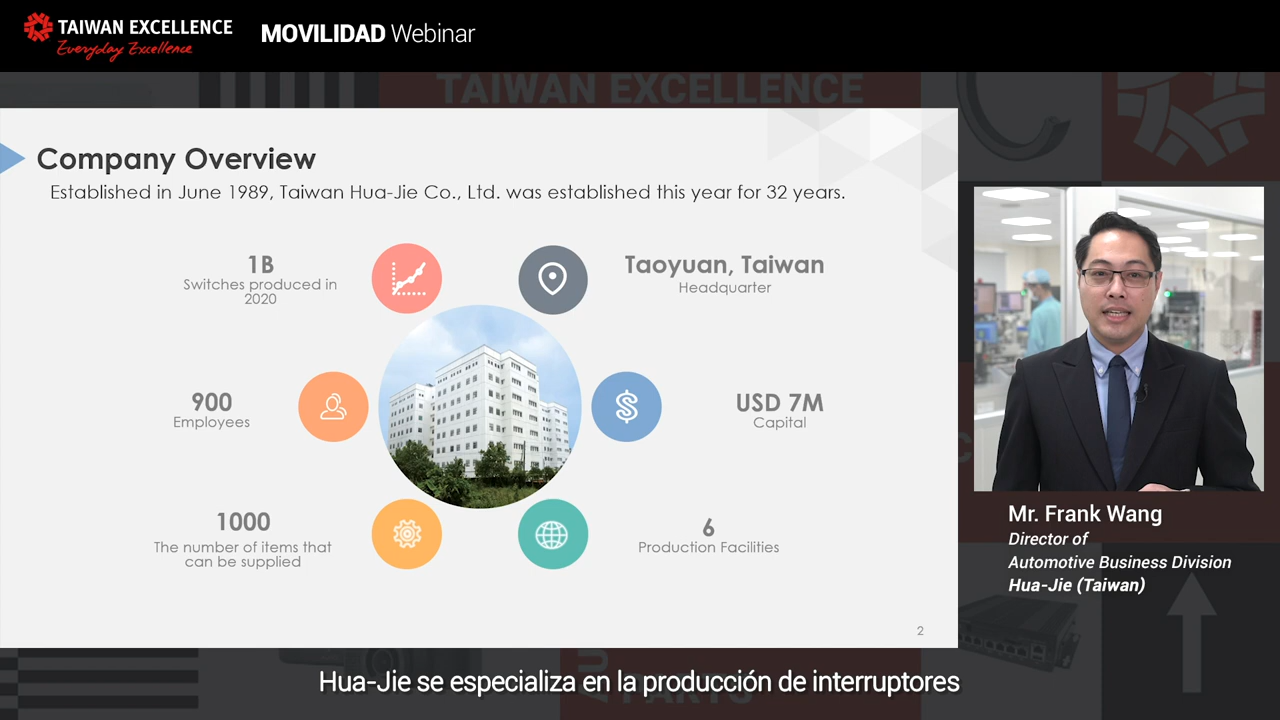 TAIWAN EXCELLENCE
Everyday Excellence
MOVILIDAD Webinar
TAIWAN EXCELLENCE
Company Overview
Established in June 1989, Taiwan Hua-Jie Co., Ltd. was established this year for 32 years.
1B
Switches produced in
2020
Taoyuan, Taiwan
Headquarter
900
Employees
USD 7M
Capital
1000
The number of items that
can be supplied
6
Production Facilities
2
Mr. Frank Wang
Director of
Automotive Business Division
Hua-Jie (Taiwan)
PARTS
Hua-Jie se especializa en la producción de interruptores